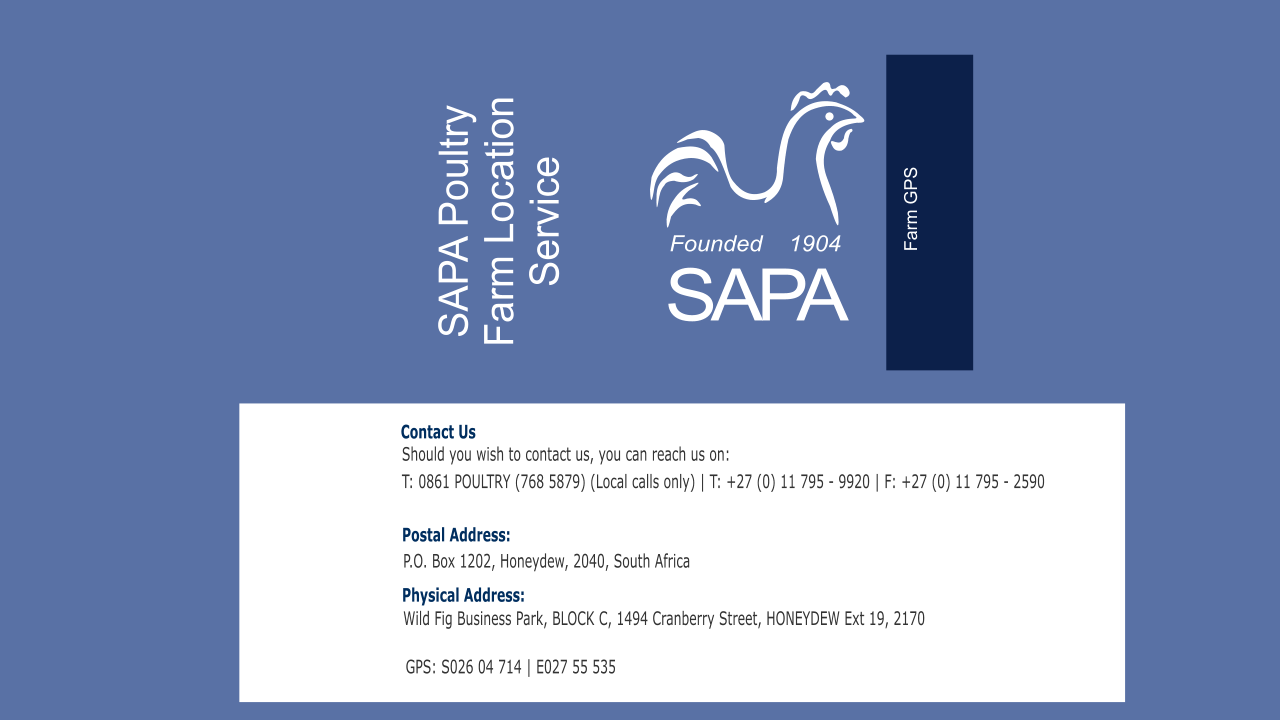 SAPA Poultry
Farm Location
Service
Founded 1904
SAPA
Farm GPS
Contact Us
Should you wish to contact us, you can reach us on:
T: 0861 POULTRY (768 5879) (Local calls only) | T: +27 (0) 11 795 - 9920 | F: +27 (0) 11 795 - 2590
Postal Address:
P.O. Box 1202, Honeydew, 2040, South Africa
Physical Address:
Wild Fig Business Park, BLOCK C, 1494 Cranberry Street, HONEYDEW Ext 19, 2170
GPS: S026 04 714 | E027 55 535